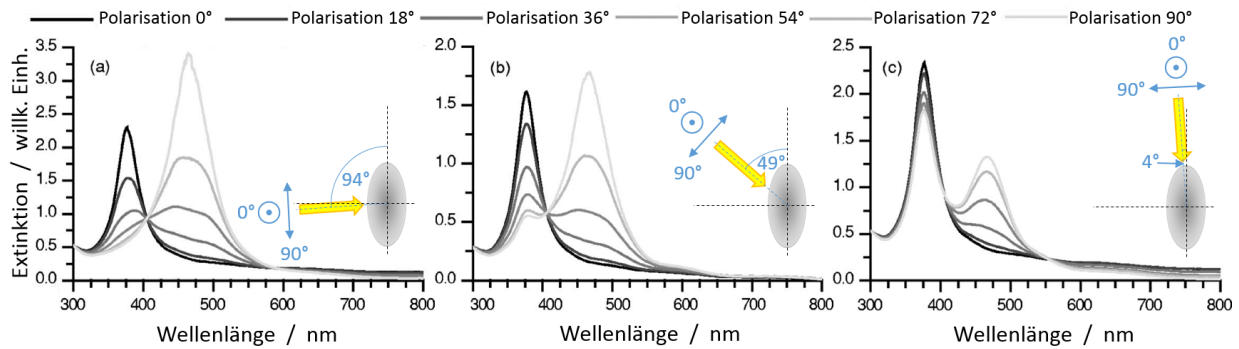 Polarisation 0° Polarisation 18° Polarisation 36° Polarisation 54° Polarisation 72° Polarisation 90°
Extinktion / willk. Einh.
(a)
3.5
3.0
2.5
2.0
1.5
1.0
0.5
0.0
300 400 500 600 700 800
Wellenlänge / nm
94°
0°
90°
(b)
2.0
1.5
1.0
0.5
0.0
300 400 500 600 700 800
Wellenlänge / nm
0°
90°
49°
(c)
2.5
2.0
1.5
1.0
0.5
0.0
300 400 500 600 700 800
Wellenlänge / nm
0°
90°
4°